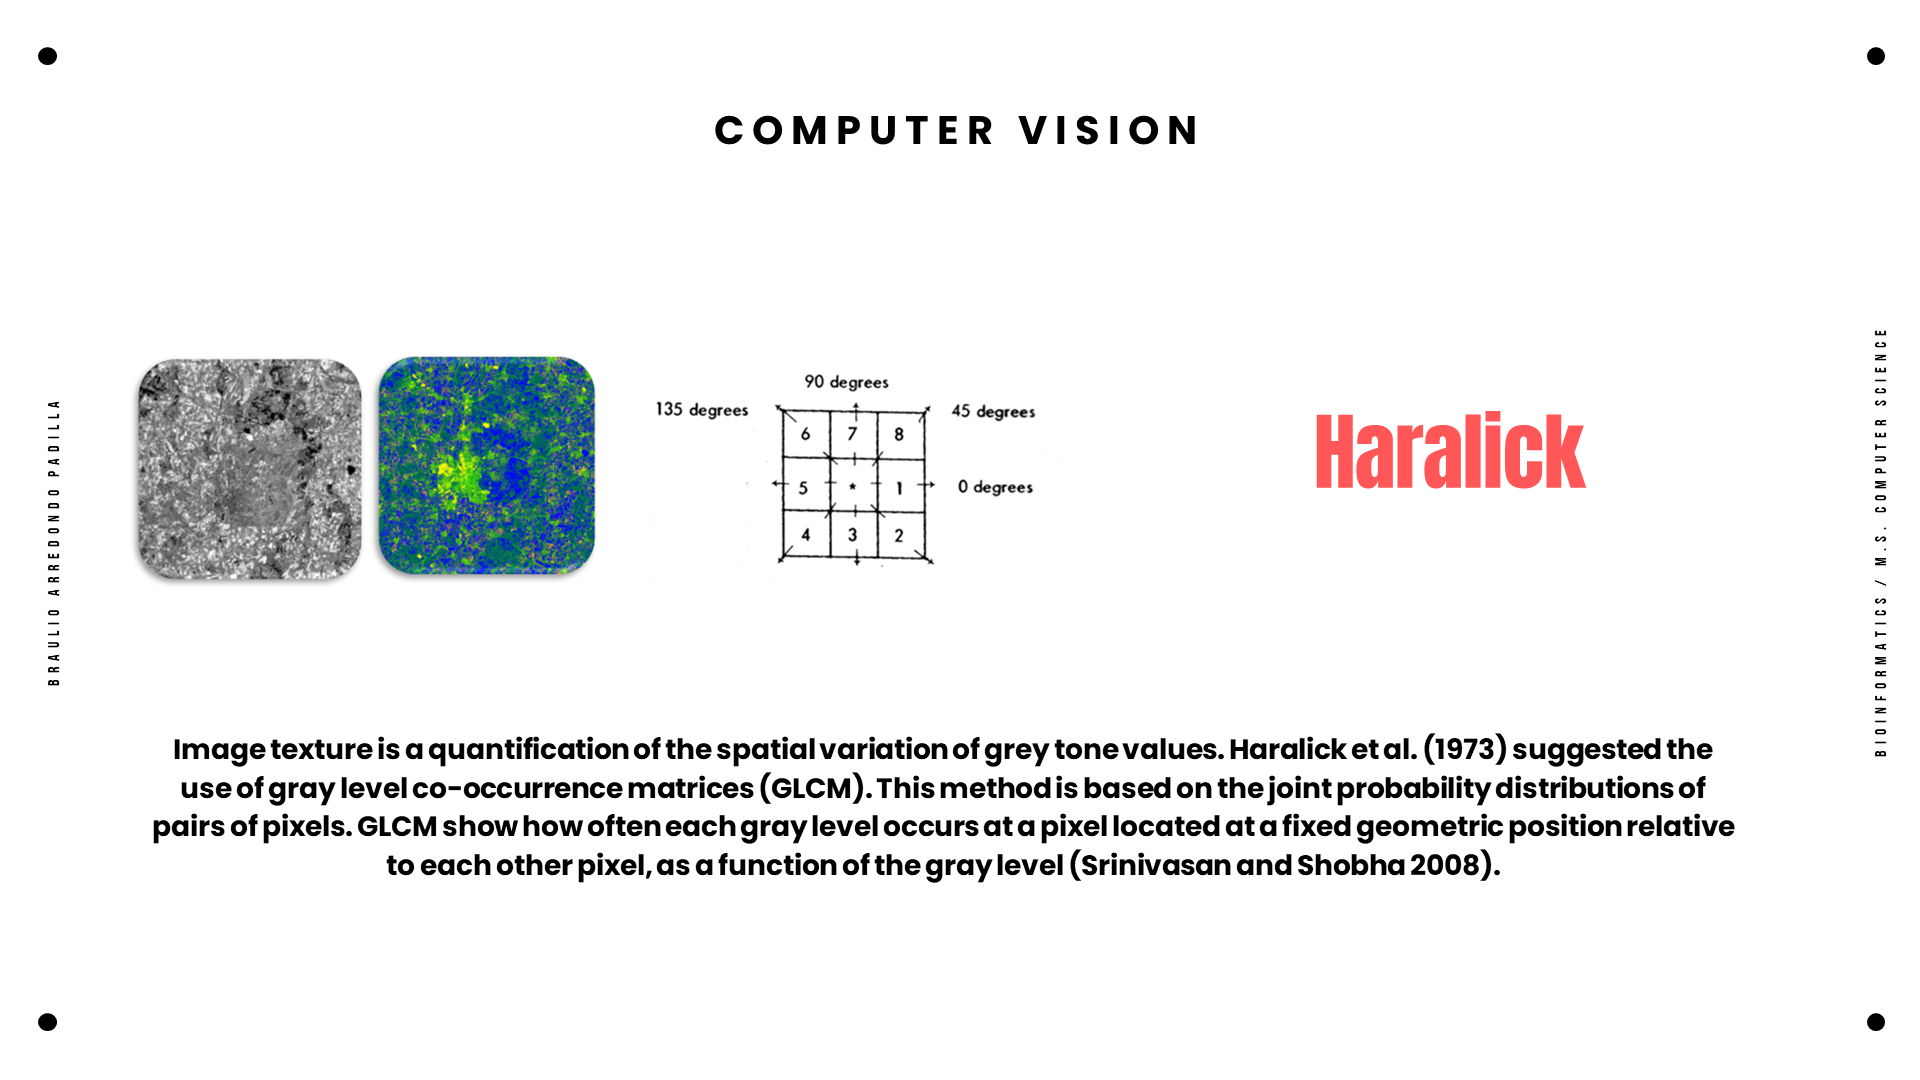 COMPUTER VISION
BRAULIO ARREDONDO PADILLA
90 degrees
135 degrees
45 degrees
6 7 8
5 * 1
0 degrees
4 3 2
Haralick
BIOINFORMATICS / M.S. COMPUTER SCIENCE
Image texture is a quantification of the spatial variation of grey tone values. Haralick et al. (1973) suggested the
use of gray level co-occurrence matrices (GLCM). This method is based on the joint probability distributions of
pairs of pixels. GLCM show how often each gray level occurs at a pixel located at a fixed geometric position relative
to each other pixel, as a function of the gray level (Srinivasan and Shobha 2008).